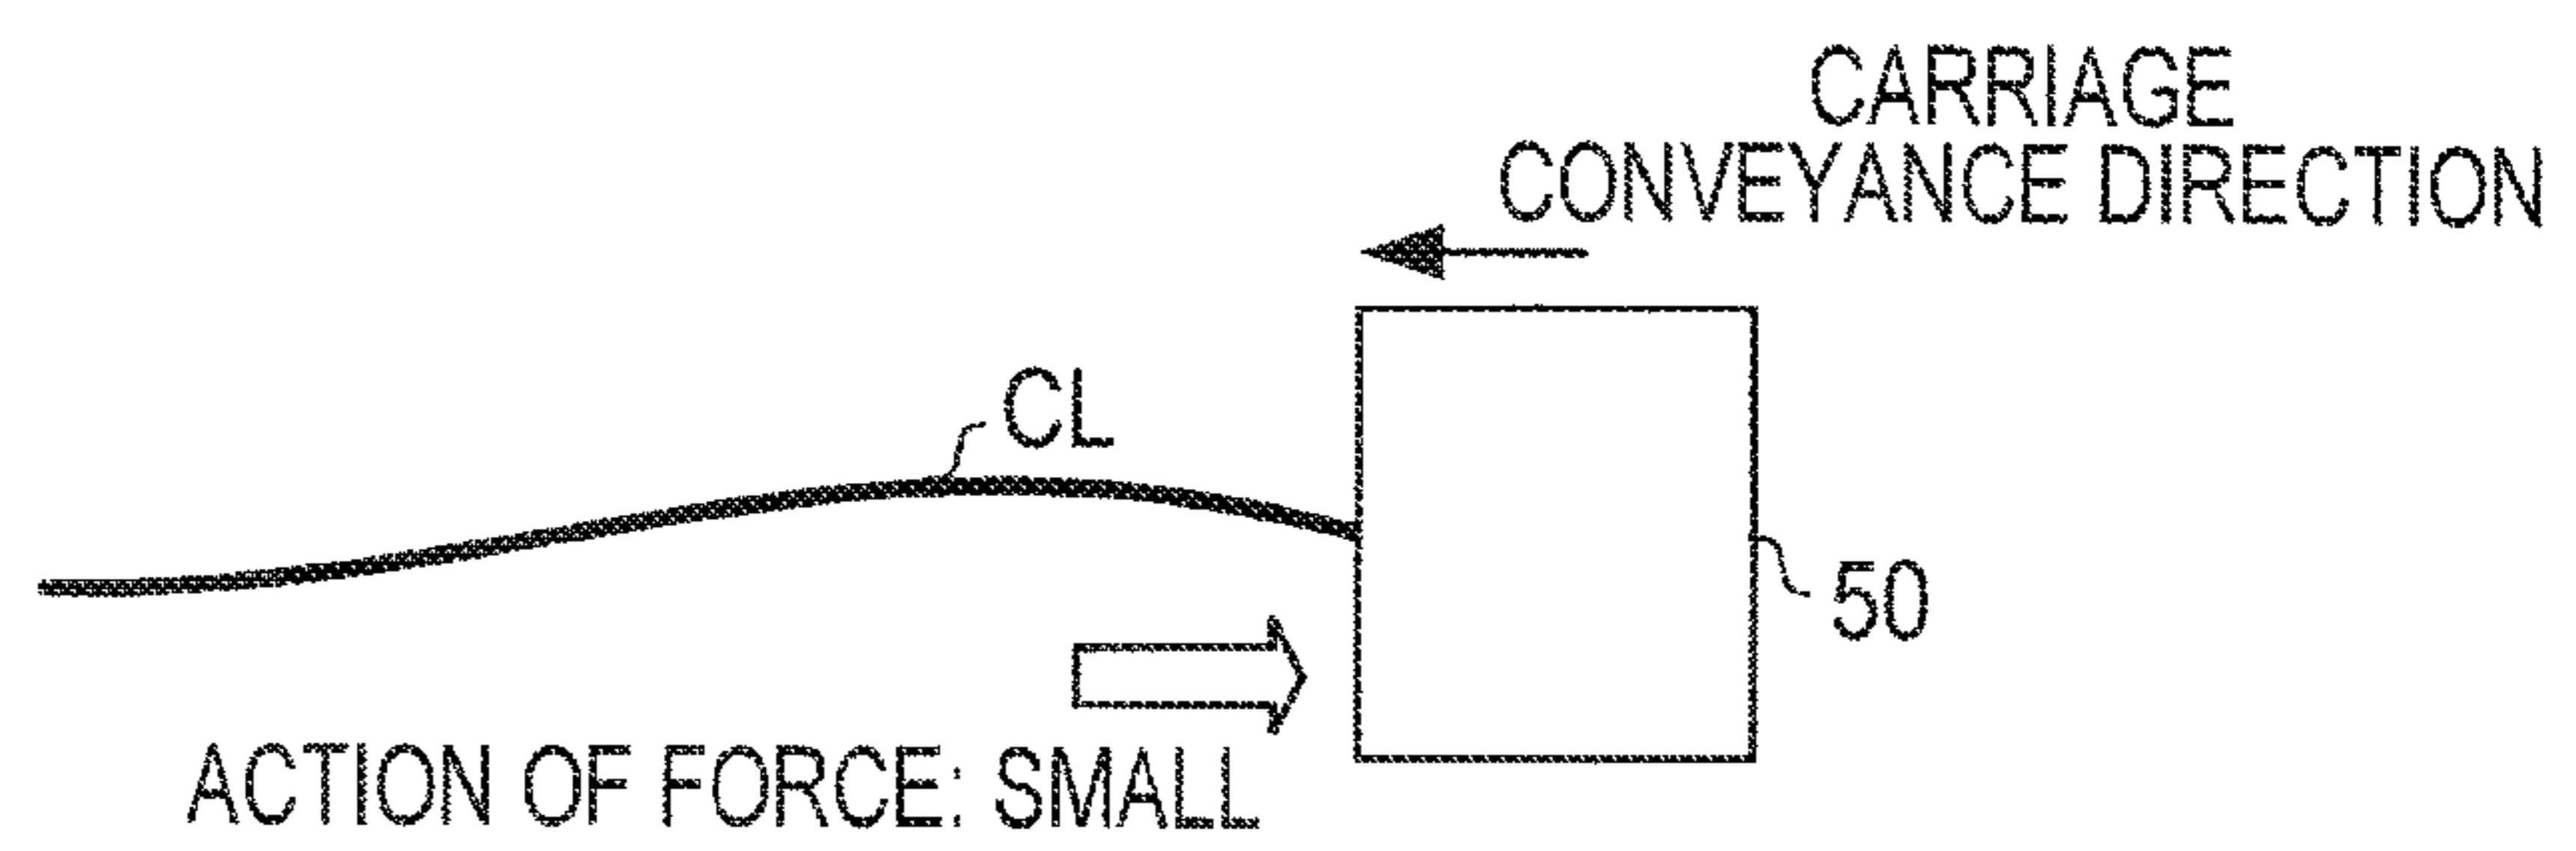 CARRIAGE
CONVEYANCE DIRECTION
CL
50
ACTION OF FORCE: SMALL